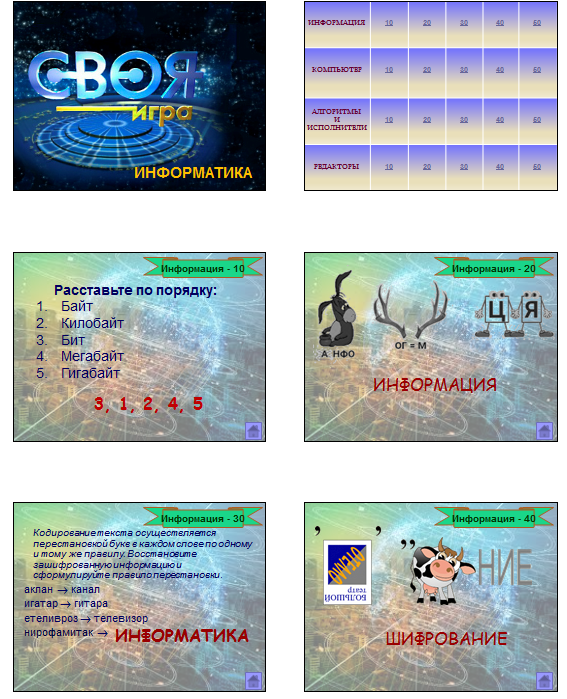 СВОЯ
игра
ИНФОРМАТИКА
ИНФОРМАЦИЯ 10 20 30 40 50
КОМПЬЮТЕР 10 20 30 40 50
АЛГОРИТМЫ
И
ИСПОЛНИТЕЛИ 10 20 30 40 50
РЕДАКТОРЫ 10 20 30 40 50
Информация - 10
Расставьте по порядку:
1. Байт
2. Килобайт
3. Бит
4. Мегабайт
5. Гигабайт
3, 1, 2, 4, 5
Информация - 20
Ц Я
А НФО
ОГ = М
ИНФОРМАЦИЯ
Информация - 30
Кодирование текста осуществляется
перестановкой букв в каждом слове по одному
и тому же правилу. Восстановите
зашифрованную информацию и
сформулируйте правило перестановки.
аклан → канал
игатар → гитара
етеливроз → телевизор
нирофамитак → ИНФОРМАТИКА
Информация - 40
, ’ ,,
НИЕ
театр
БОЛЬШОЙ
ШИФРОВАНИЕ